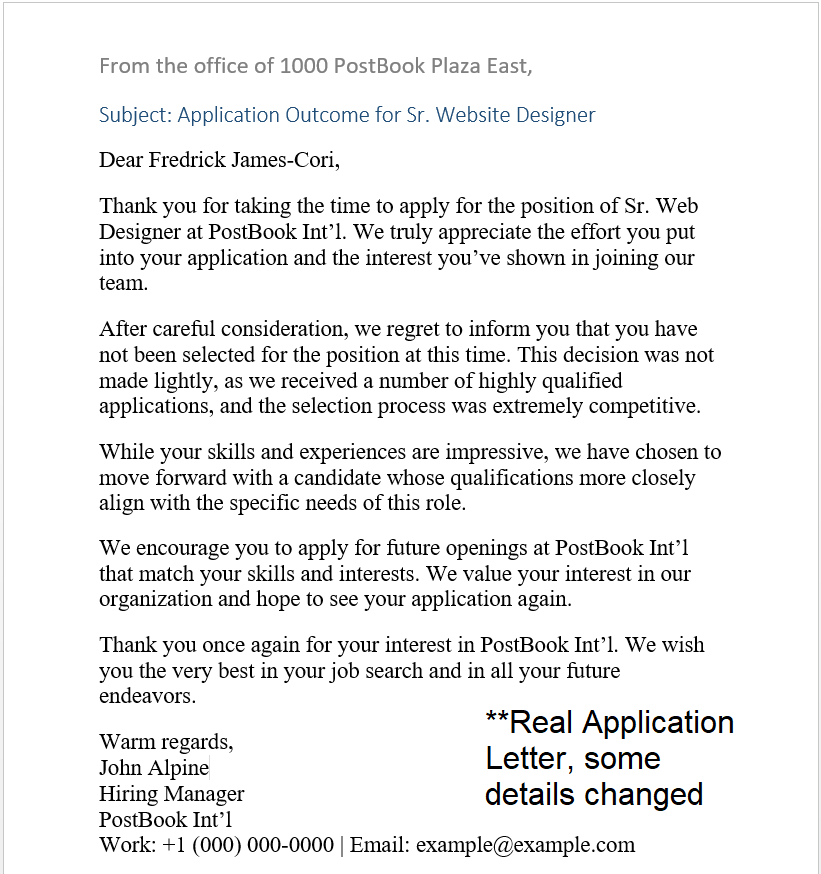 From the office of 1000 PostBook Plaza East,
Subject: Application Outcome for Sr. Website Designer
Dear Fredrick James-Cori,
Thank you for taking the time to apply for the position of Sr. Web
Designer at PostBook Int’l. We truly appreciate the effort you put
into your application and the interest you’ve shown in joining our
team.
After careful consideration, we regret to inform you that you have
not been selected for the position at this time. This decision was not
made lightly, as we received a number of highly qualified
applications, and the selection process was extremely competitive.
While your skills and experiences are impressive, we have chosen to
move forward with a candidate whose qualifications more closely
align with the specific needs of this role.
We encourage you to apply for future openings at PostBook Int’l
that match your skills and interests. We value your interest in our
organization and hope to see your application again.
Thank you once again for your interest in PostBook Int’l. We wish
you the very best in your job search and in all your future
endeavors.
Warm regards,
John Alpine
Hiring Manager
PostBook Int’l
Work: +1 (000) 000-0000 | Email: example@example.com
**Real Application
Letter, some
details changed